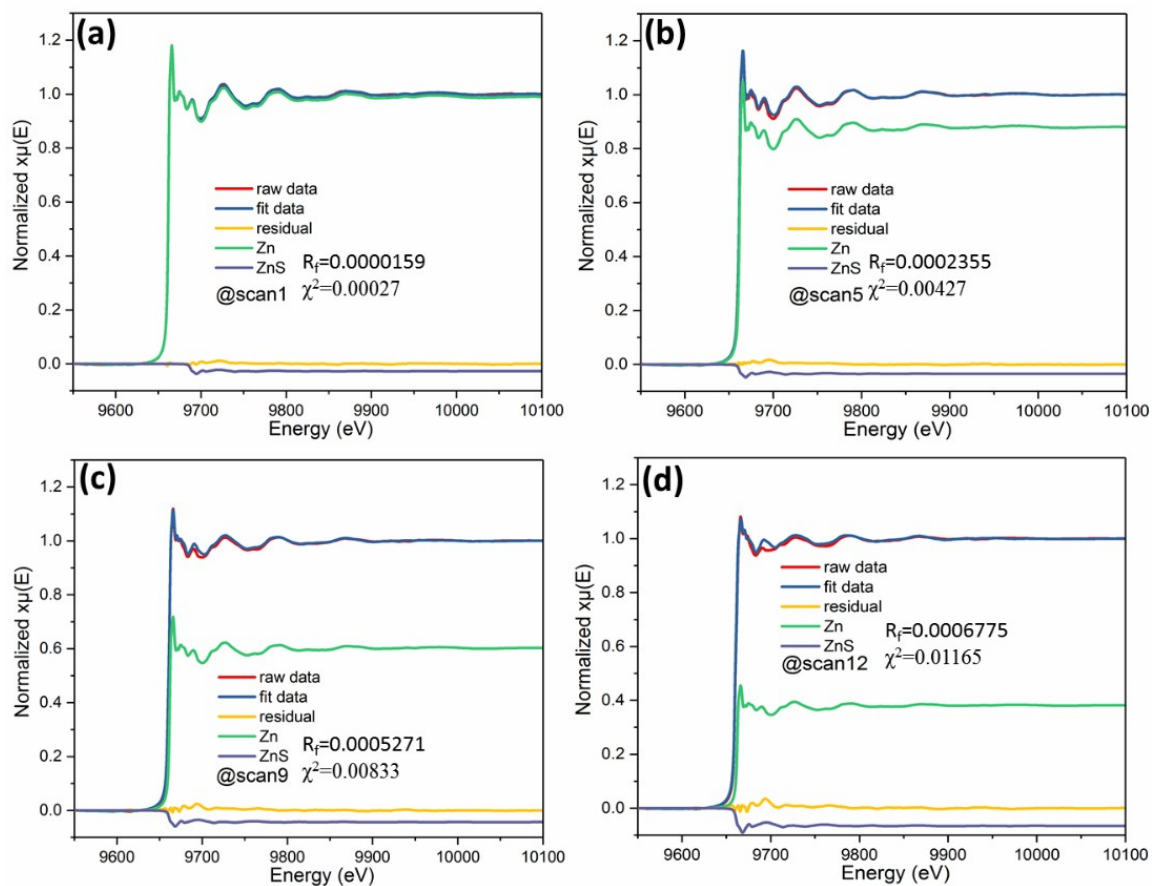 (a)
Normalized xμ(E)
1.2
1.0
0.8
0.6
0.4
0.2
0.0
raw data
fit data
residual
Zn
ZnS
R_f=0.0000159
@scan1
χ²=0.00027
9600 9700 9800 9900 10000 10100
Energy (eV)
(b)
Normalized xμ(E)
1.2
1.0
0.8
0.6
0.4
0.2
0.0
raw data
fit data
residual
Zn
ZnS
R_f=0.0002355
@scan5
χ²=0.00427
9600 9700 9800 9900 10000 10100
Energy (eV)
(c)
Normalized xμ(E)
1.2
1.0
0.8
0.6
0.4
0.2
0.0
raw data
fit data
residual
Zn
ZnS
R_f=0.0005271
@scan9
χ²=0.00833
9600 9700 9800 9900 10000 10100
Energy (eV)
(d)
Normalized xμ(E)
1.2
1.0
0.8
0.6
0.4
0.2
0.0
raw data
fit data
residual
Zn
ZnS
R_f=0.0006775
@scan12
χ²=0.01165
9600 9700 9800 9900 10000 10100
Energy (eV)